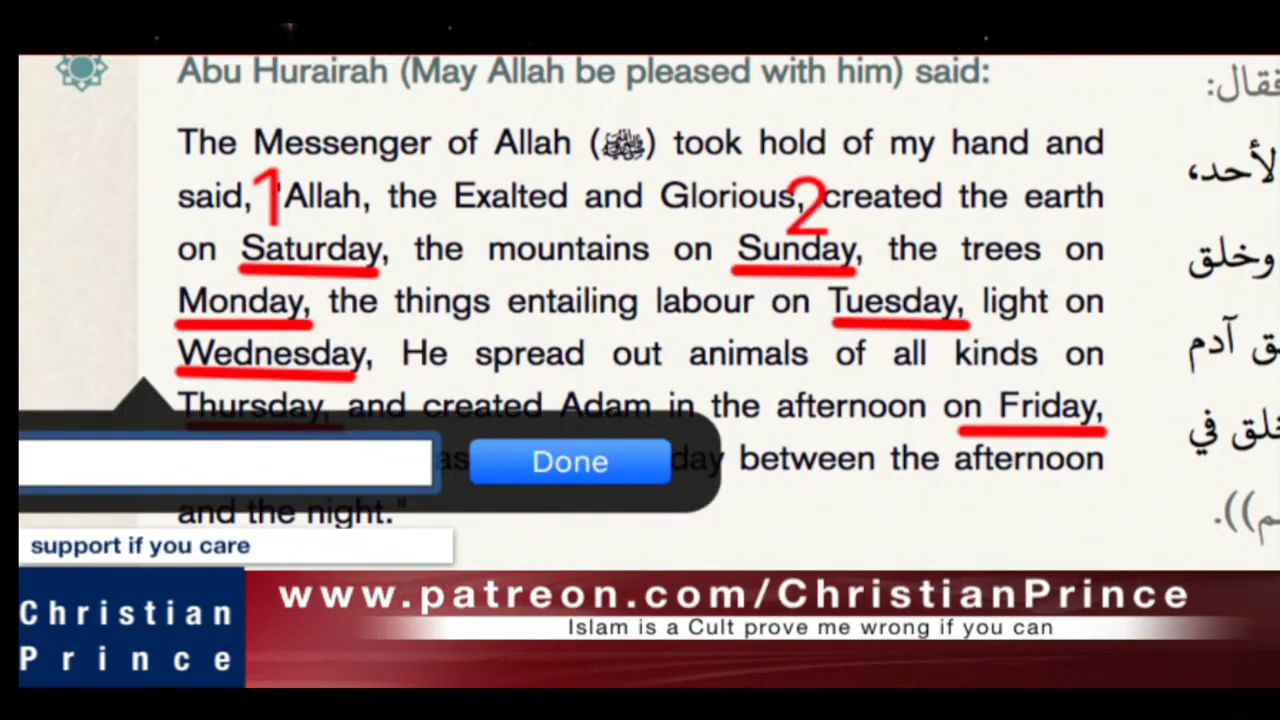 Abu Hurairah (May Allah be pleased with him) said:
The Messenger of Allah (ﷺ) took hold of my hand and
said, "Allah, the Exalted and Glorious, created the earth
1 2
on Saturday, the mountains on Sunday, the trees on
Monday, the things entailing labour on Tuesday, light on
Wednesday, He spread out animals of all kinds on
Thursday, and created Adam in the afternoon on Friday,
between the afternoon
and the night."
Done
فقال:
لأحد،
وخلق
آدم
في
support if you care
Christian
Prince
www.patreon.com/ChristianPrince
Islam is a Cult prove me wrong if you can